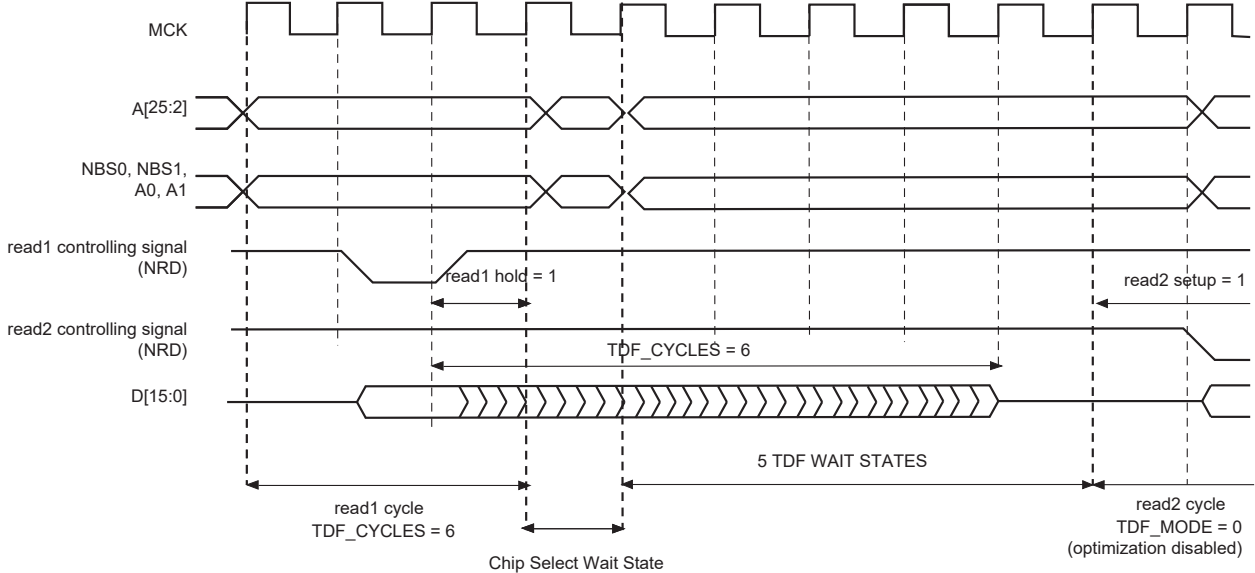 MCK
A[25:2]
NBS0, NBS1,
A0, A1
read1 controlling signal
(NRD)
read1 hold = 1
read2 setup = 1
read2 controlling signal
(NRD)
TDF_CYCLES = 6
D[15:0]
5 TDF WAIT STATES
read1 cycle
TDF_CYCLES = 6
read2 cycle
TDF_MODE = 0
(optimization disabled)
Chip Select Wait State